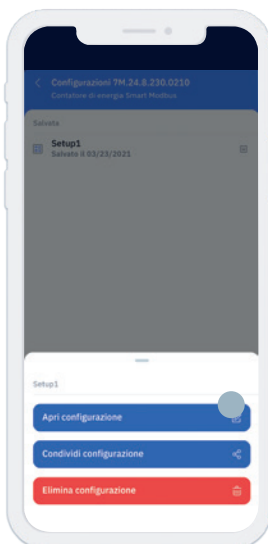 Configurazioni 7M.24.8.230.0210
Contatore di energia Smart Modbus
Salvata
Setup1
Salvato il 03/23/2021
Setup1
Apri configurazione
Condividi configurazione
Elimina configurazione